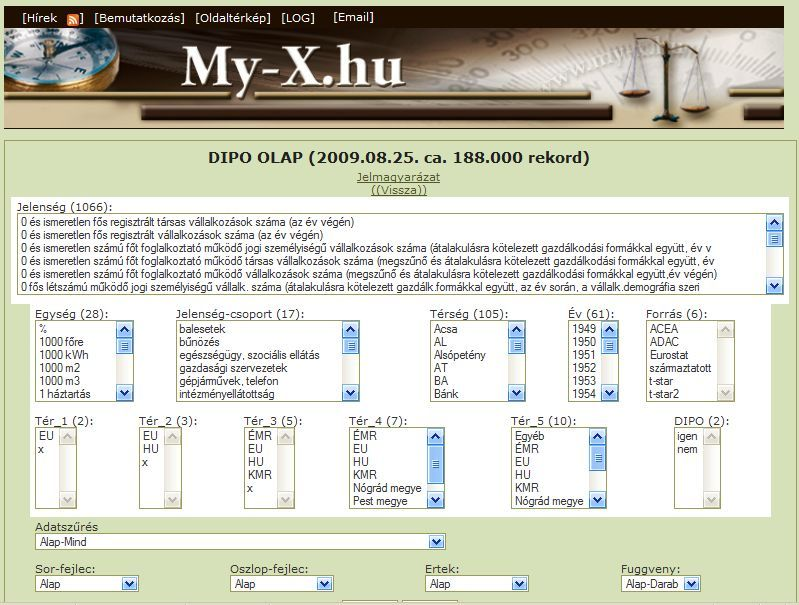 [Hírek ] [Bemutatkozás] [Oldaltérkép] [LOG] [Email]
My-X.hu
DIPO OLAP (2009.08.25. ca. 188.000 rekord)
Jelmagyarázat
((Vissza))
Jelenség (1066):
0 és ismeretlen fős regisztrált társas vállalkozások száma (az év végén)
0 és ismeretlen fős regisztrált vállalkozások száma (az év végén)
0 és ismeretlen számú főt foglalkoztató működő jogi személyiségű vállalkozások száma (átalakulásra kötelezett gazdálkodási formákkal együtt, év v
0 és ismeretlen számú főt foglalkoztató működő társas vállalkozások száma (megszűnő és átalakulásra kötelezett gazdálkodási formákkal együtt, év
0 és ismeretlen számú főt foglalkoztató működő vállalkozások száma (megszűnő és átalakulásra kötelezett gazdálkodási formákkal együtt,év végén)
0 fős létszámú működő jogi személyiségű vállalk. száma (átalakulásra kötelezett gazdálk.formákkal együtt, az év során, a vállalk.demográfia szeri
Egység (28): Jelenség-csoport (17): Térség (105): Év (61): Forrás (6):
% balesetek Acsa 1949 ACEA
1000 főre bűnözés AL 1950 ADAC
1000 kWh egészségügy, szociális ellátás Alsópetény 1951 Eurostat
1000 m2 gazdasági szervezetek AT 1952 származtatott
1000 m3 gépjárművek, telefon BA 1953 t-star
1 háztartás intézményellátottság Bánk 1954 t-star2
Tér_1 (2): Tér_2 (3): Tér_3 (5): Tér_4 (7): Tér_5 (10): DIPO (2):
EU EU ÉMR ÉMR Egyéb igen
x HU EU EU ÉMR nem
x HU HU EU
KMR KMR HU
x Nógrád megye KMR
Pest megye Nógrád megye
Adatszűrés
Alap-Mind
Sor-fejlec: Oszlop-fejlec: Ertek: Fuggveny:
Alap Alap Alap Alap-Darab